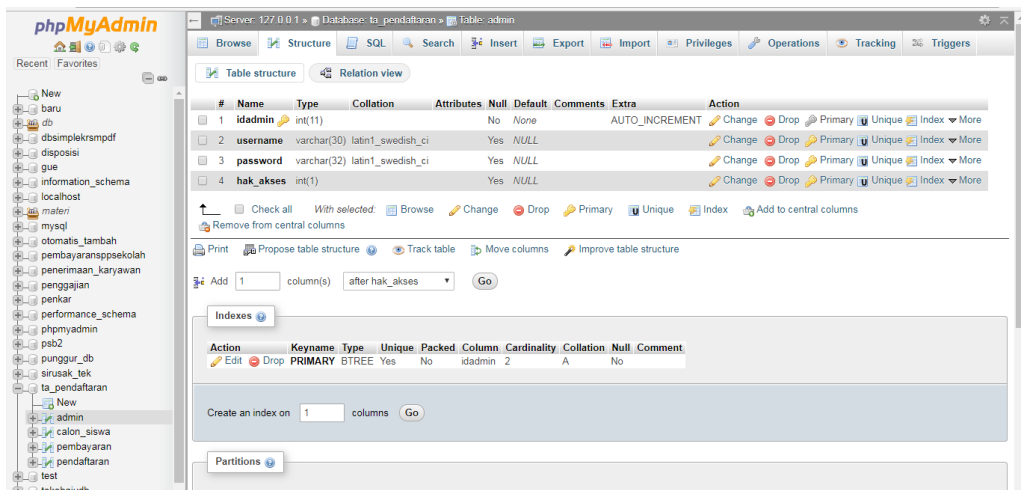 phpMyAdmin
Recent Favorites
New
baru
db
dbsimplekrsmpdf
disposisi
gue
information_schema
localhost
materi
mysql
otomatis_tambah
pembayaransppsekolah
penerimaan_karyawan
penggajian
penkar
performance_schema
phpmyadmin
psb2
punggur_db
sirusak_tek
ta_pendaftaran
New
admin
calon_siswa
pembayaran
pendaftaran
test
Server: 127.0.0.1 » Database: ta_pendaftaran » Table: admin
Browse Structure SQL Search Insert Export Import Privileges Operations Tracking Triggers
Table structure Relation view
# Name Type Collation Attributes Null Default Comments Extra Action
1 idadmin int(11) No None AUTO_INCREMENT Change Drop Primary Unique Index More
2 username varchar(30) latin1_swedish_ci Yes NULL Change Drop Primary Unique Index More
3 password varchar(32) latin1_swedish_ci Yes NULL Change Drop Primary Unique Index More
4 hak_akses int(1) Yes NULL Change Drop Primary Unique Index More
Check all With selected: Browse Change Drop Primary Unique Index Add to central columns
Remove from central columns
Print Propose table structure Track table Move columns Improve table structure
Add 1 column(s) after hak_akses Go
Indexes
Action Keyname Type Unique Packed Column Cardinality Collation Null Comment
Edit Drop PRIMARY BTREE Yes No idadmin 2 A No
Create an index on 1 columns Go
Partitions